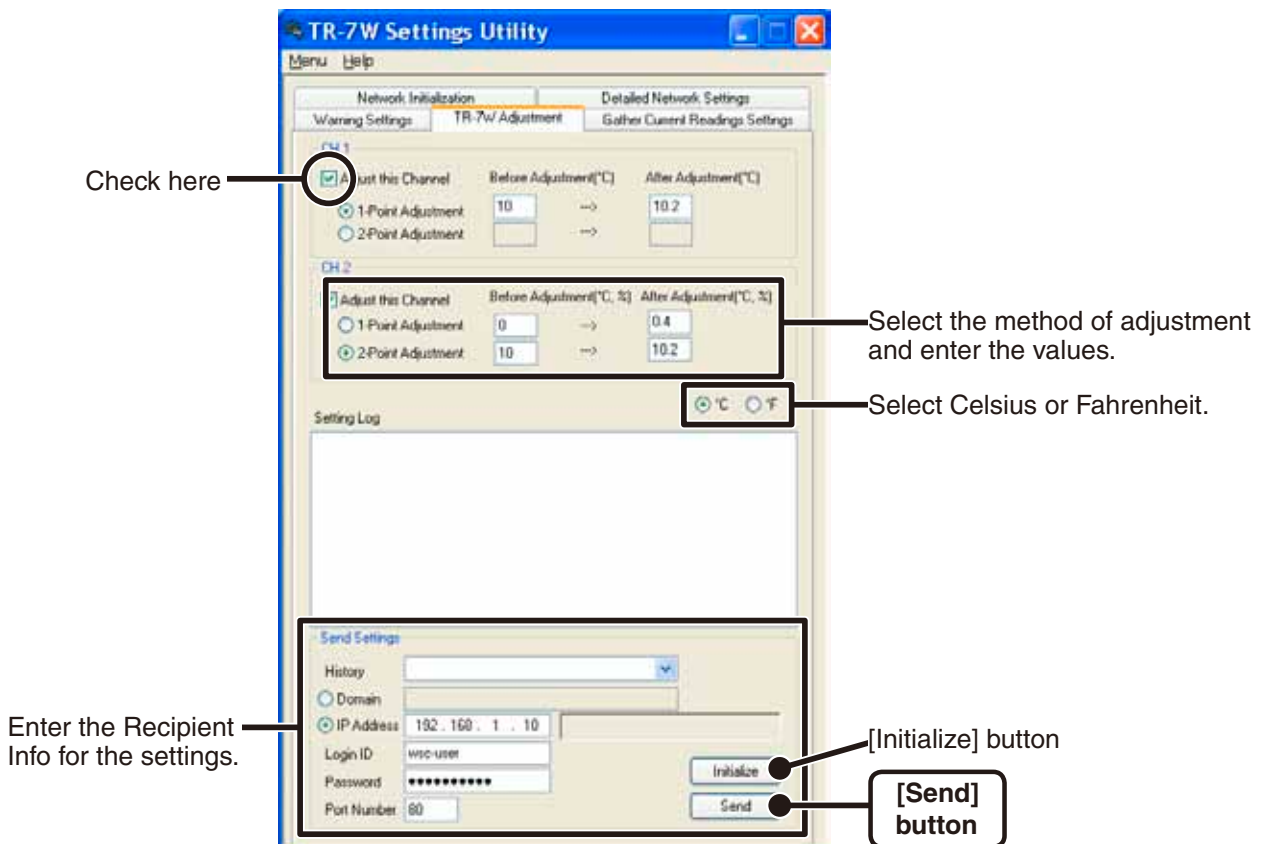 TR-7W Settings Utility
Menu Help
Network Initialization Detailed Network Settings
Warning Settings TR-7W Adjustment Gather Current Readings Settings
CH 1
Check here
Adjust this Channel Before Adjustment(°C) After Adjustment(°C)
1-Point Adjustment 10 --> 10.2
2-Point Adjustment -->
CH 2
Adjust this Channel Before Adjustment(°C, %) After Adjustment(°C, %)
1-Point Adjustment 0 --> 0.4
2-Point Adjustment 10 --> 10.2
Select the method of adjustment
and enter the values.
°C °F
Select Celsius or Fahrenheit.
Setting Log
Send Settings
History
Domain
IP Address 192 . 168 . 1 . 10
Login ID wsc-user
Password ••••••••••
Port Number 80
Initialize
Send
Enter the Recipient
Info for the settings.
[Initialize] button
[Send]
button